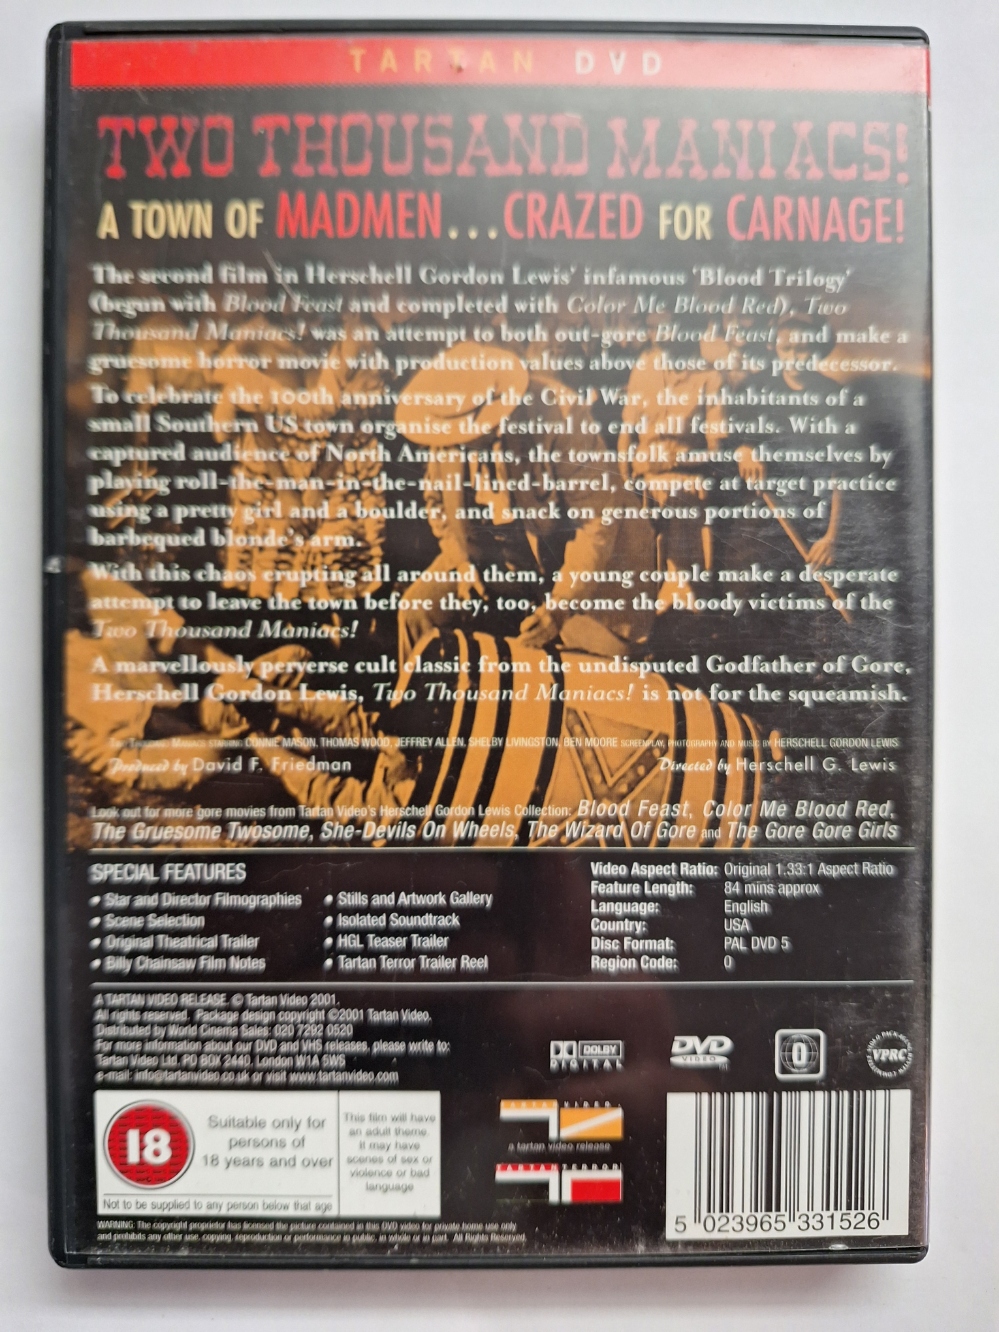 TARTAN DVD
TWO THOUSAND MANIACS!
A TOWN OF MADMEN...CRAZED FOR CARNAGE!
The second film in Herschell Gordon Lewis' infamous 'Blood Trilogy'
(begun with Blood Feast and completed with Color Me Blood Red), Two
Thousand Maniacs! was an attempt to both out-gore Blood Feast, and make a
gruesome horror movie with production values above those of its predecessor.
To celebrate the 100th anniversary of the Civil War, the inhabitants of a
small Southern US town organise the festival to end all festivals. With a
captured audience of North Americans, the townsfolk amuse themselves by
playing roll-the-man-in-the-nail-lined-barrel, compete at target practice
using a pretty girl and a boulder, and snack on generous portions of
barbequed blonde's arm.
With this chaos erupting all around them, a young couple make a desperate
attempt to leave the town before they, too, become the bloody victims of the
Two Thousand Maniacs!
A marvellously perverse cult classic from the undisputed Godfather of Gore,
Herschell Gordon Lewis, Two Thousand Maniacs! is not for the squeamish.
Two Thousand Maniacs starring CONNIE MASON, THOMAS WOOD, JEFFREY ALLEN, SHELBY LIVINGSTON, BEN MOORE SCREENPLAY, PHOTOGRAPHY AND MUSIC by HERSCHELL GORDON LEWIS
Produced by David F. Friedman Directed by Herschell G. Lewis
Look out for more gore movies from Tartan Video's Herschell Gordon Lewis Collection: Blood Feast, Color Me Blood Red,
The Gruesome Twosome, She-Devils On Wheels, The Wizard Of Gore and The Gore Gore Girls
SPECIAL FEATURES
• Star and Director Filmographies
• Scene Selection
• Original Theatrical Trailer
• Billy Chainsaw Film Notes
• Stills and Artwork Gallery
• Isolated Soundtrack
• HGL Teaser Trailer
• Tartan Terror Trailer Reel
Video Aspect Ratio: Original 1.33:1 Aspect Ratio
Feature Length: 84 mins approx
Language: English
Country: USA
Disc Format: PAL DVD 5
Region Code: 0
A TARTAN VIDEO RELEASE. © Tartan Video 2001.
All rights reserved. Package design copyright ©2001 Tartan Video.
Distributed by World Cinema Sales: 020 7292 0520
For more information about our DVD and VHS releases, please write to:
Tartan Video Ltd. PO BOX 2440, London W1A 5WS
e-mail: info@tartanvideo.co.uk or visit www.tartanvideo.com
DOLBY
DIGITAL
DVD
VIDEO
0
VPRC
18
Suitable only for
persons of
18 years and over
Not to be supplied to any person below that age
This film will have
an adult theme.
It may have
scenes of sex or
violence or bad
language
TARTAN VIDEO
a tartan video release
TARTAN TERROR
WARNING: The copyright proprietor has licensed the picture contained in this DVD video for private home use only
and prohibits any other use, copying, reproduction or performance in public, in whole or in part. All Rights Reserved.
5 023965 331526